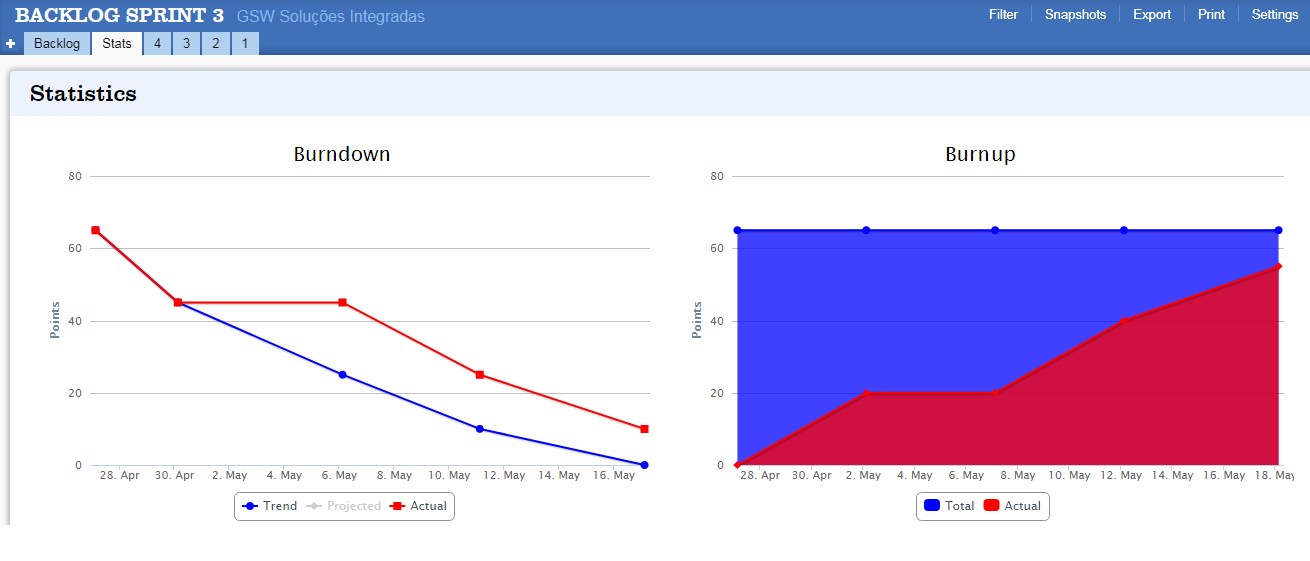 BACKLOG SPRINT 3 GSW Soluções Integradas Filter Snapshots Export Print Settings
+ Backlog Stats 4 3 2 1
Statistics
Burndown
80
60
40
20
0
Points
28. Apr 30. Apr 2. May 4. May 6. May 8. May 10. May 12. May 14. May 16. May
Trend Projected Actual
Burnup
80
60
40
20
0
Points
28. Apr 30. Apr 2. May 4. May 6. May 8. May 10. May 12. May 14. May 16. May 18. May
Total Actual